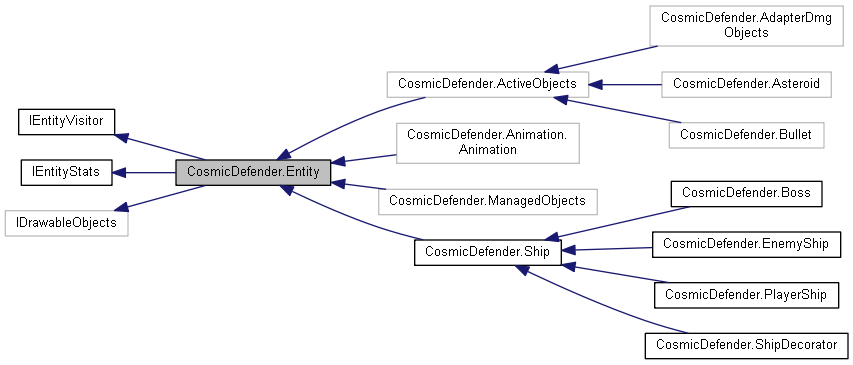 CosmicDefender.AdapterDmg
Objects
CosmicDefender.ActiveObjects
CosmicDefender.Asteroid
IEntityVisitor
CosmicDefender.Bullet
CosmicDefender.Animation.
Animation
IEntityStats
CosmicDefender.Entity
CosmicDefender.Boss
CosmicDefender.ManagedObjects
IDrawableObjects
CosmicDefender.EnemyShip
CosmicDefender.Ship
CosmicDefender.PlayerShip
CosmicDefender.ShipDecorator